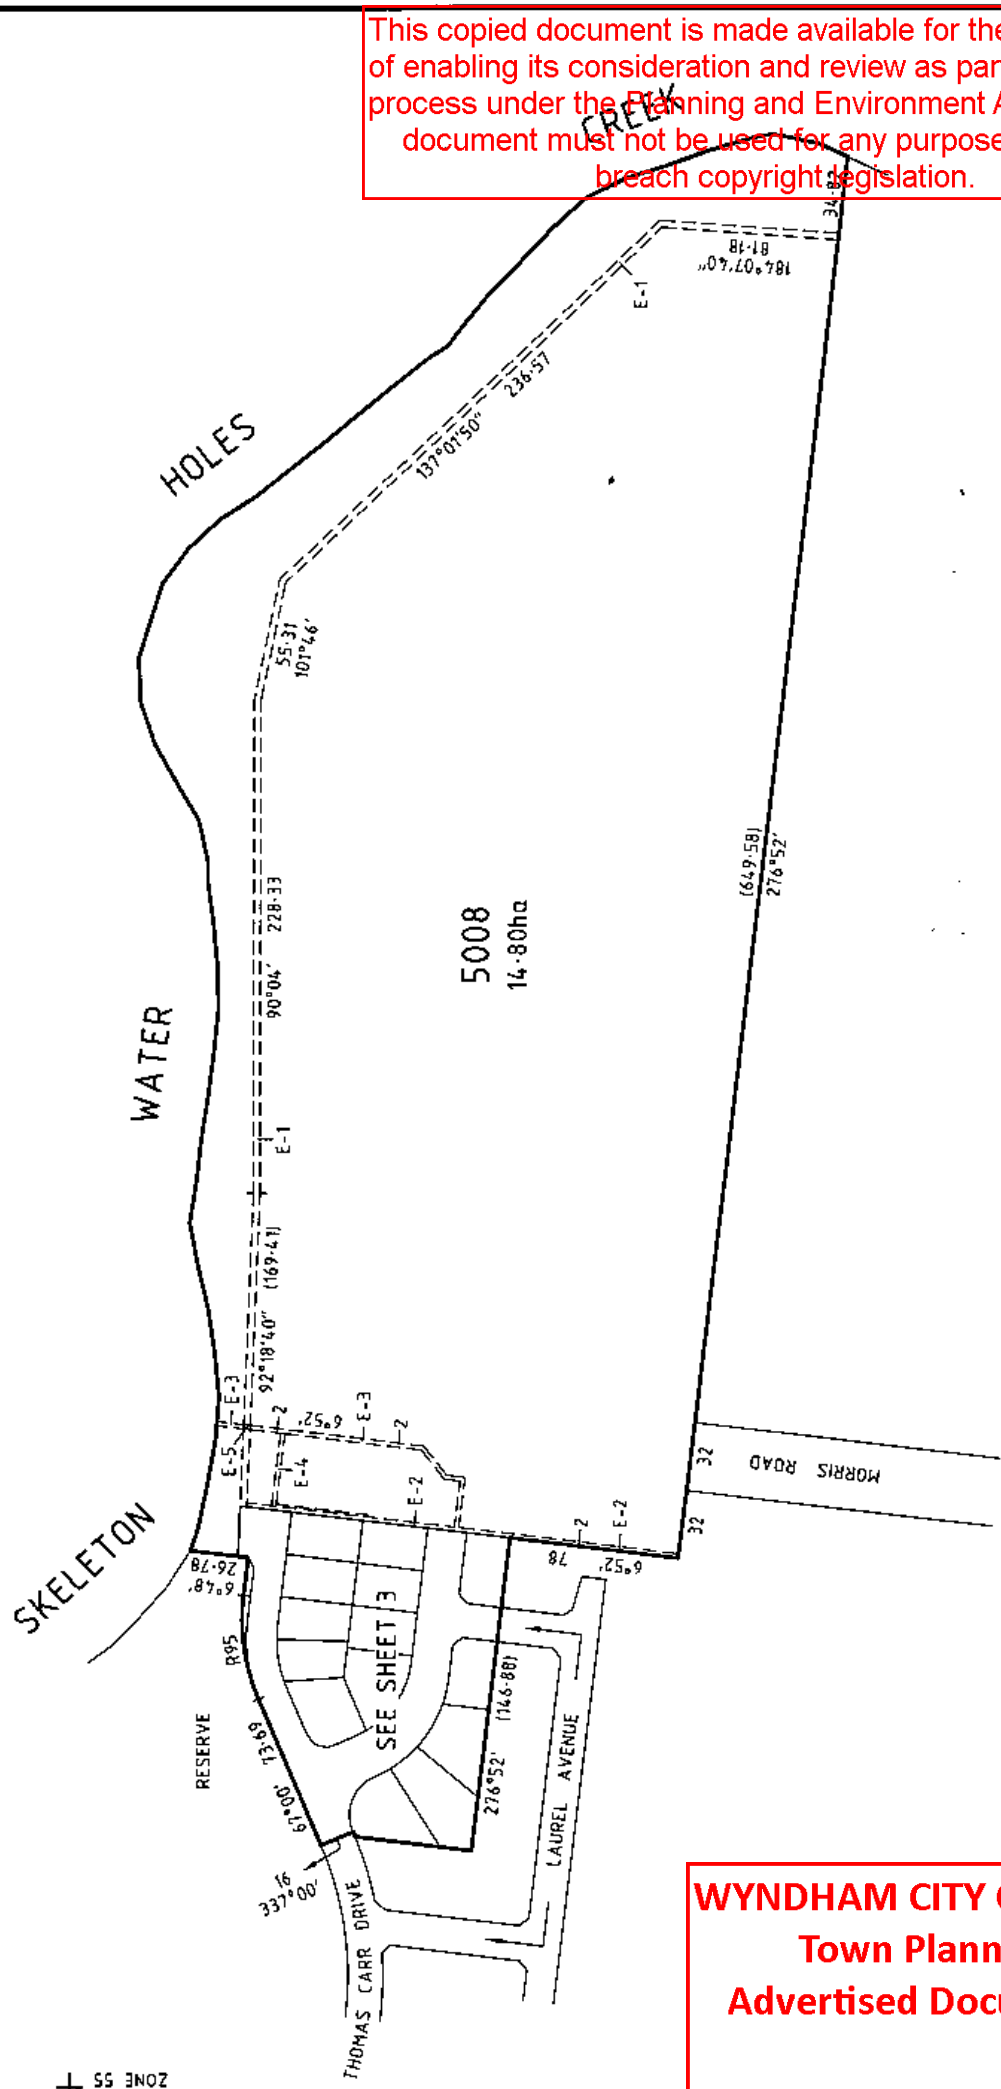 This copied document is made available for the
of enabling its consideration and review as par
process under the Planning and Environment A
document must not be used for any purpose
breach copyright legislation.
CREEK
34·82
81·18
184°07'40"
E-1
236·57
137°01'50"
HOLES
55·31
101°46'
(649·58)
276°52'
228·33
90°04'
5008
14·80ha
WATER
E-1
(169·41)
92°18'40"
E-3
2
6°52'
E-3
2
E-5
E-4
E-2
32
MORRIS ROAD
32
2
E-2
78
6°52'
SKELETON
26·78
6°48'
R95
SEE SHEET 3
(146·88)
276°52'
RESERVE
73·69
67°00'
LAUREL AVENUE
16
337°00'
THOMAS CARR DRIVE
WYNDHAM CITY
Town Plann
Advertised Docu
ZONE 55